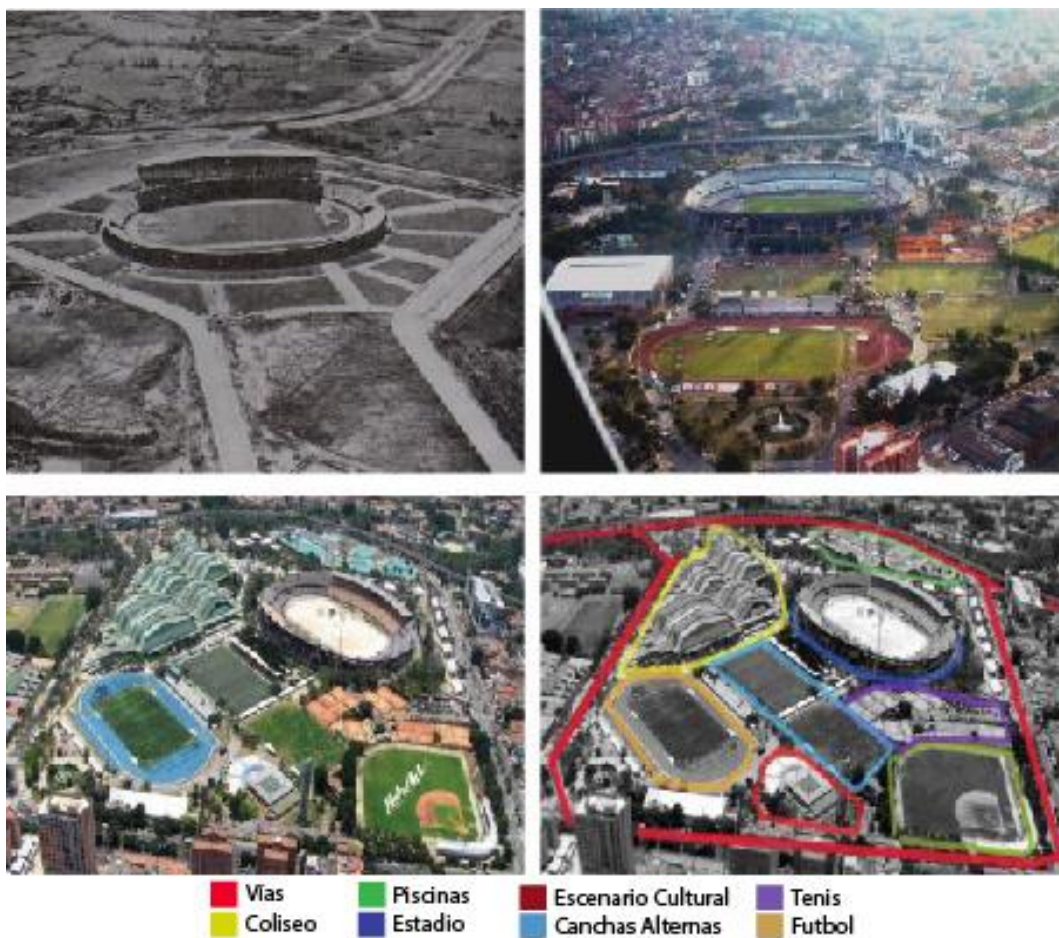 Vías
Piscinas
Escenario Cultural
Tenis
Coliseo
Estadio
Canchas Alternas
Futbol